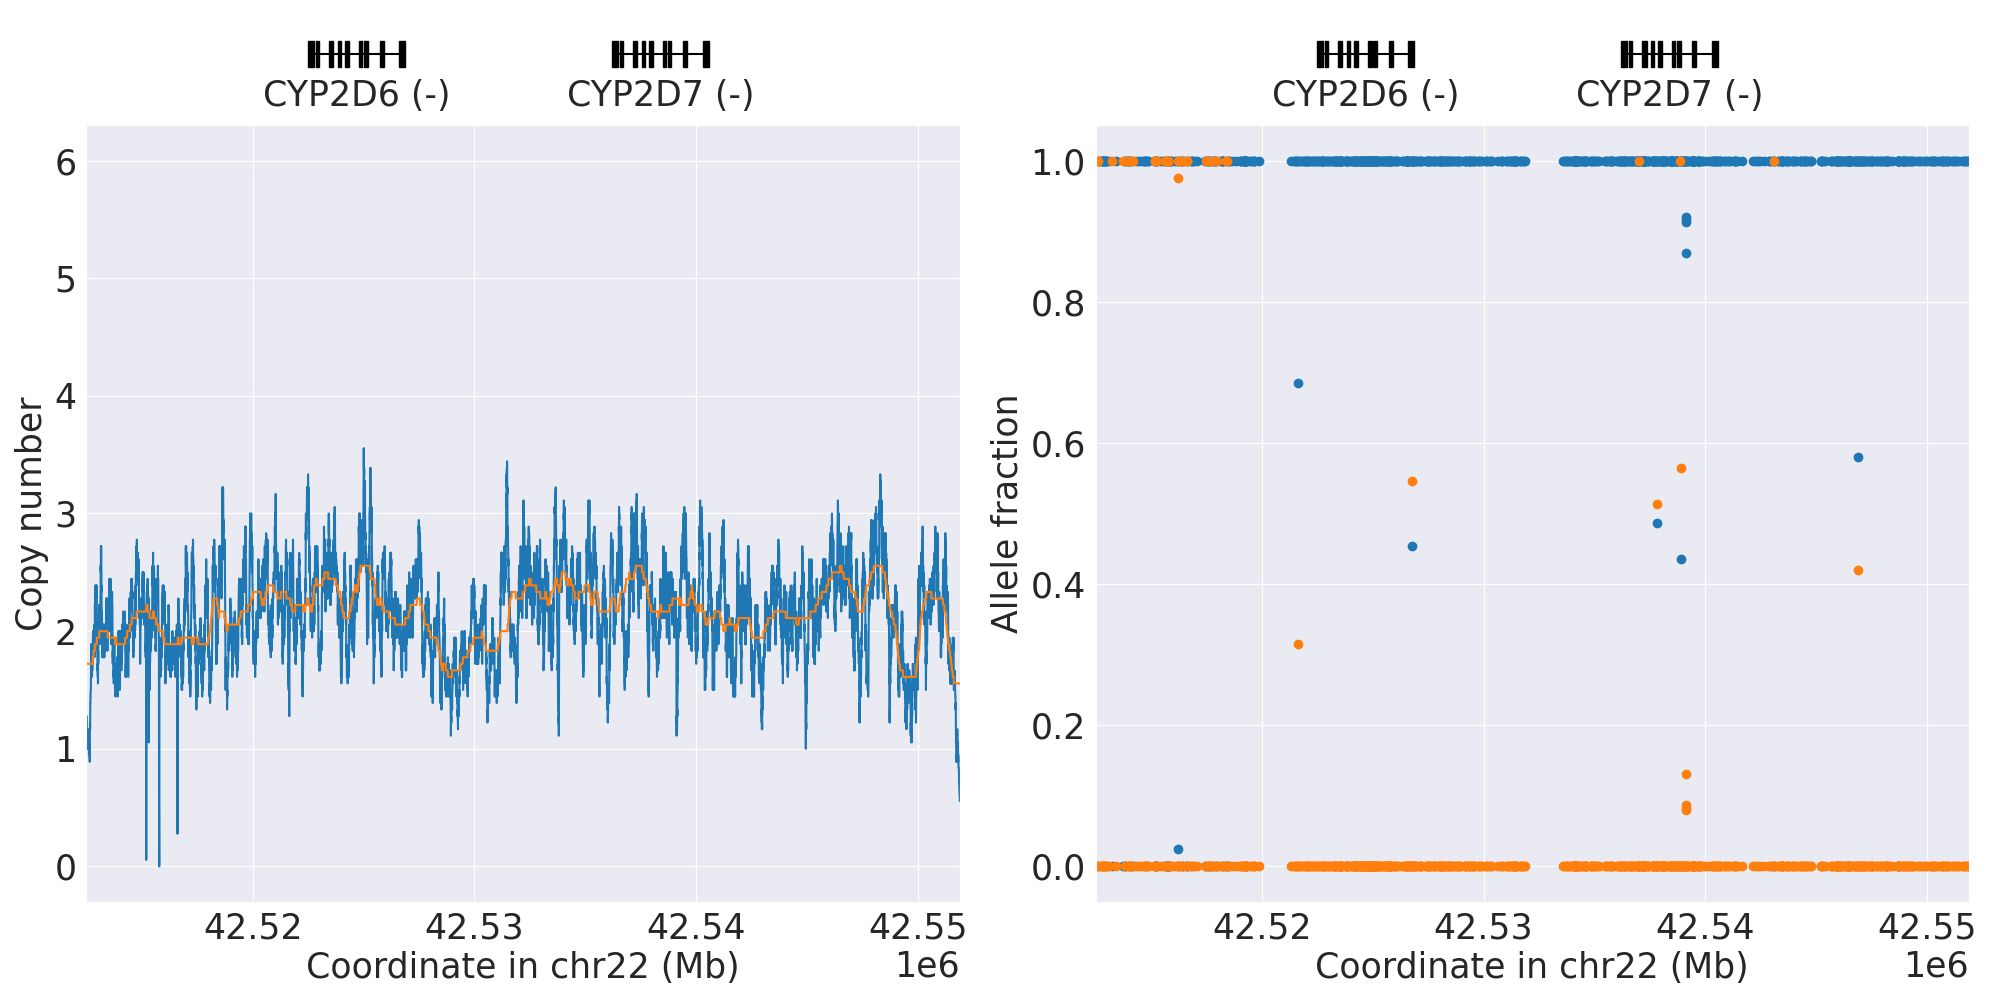 CYP2D6 (-)
CYP2D7 (-)
Copy number
6
5
4
3
2
1
0
42.52
42.53
42.54
42.55
Coordinate in chr22 (Mb)
1e6
CYP2D6 (-)
CYP2D7 (-)
Allele fraction
1.0
0.8
0.6
0.4
0.2
0.0
42.52
42.53
42.54
42.55
Coordinate in chr22 (Mb)
1e6